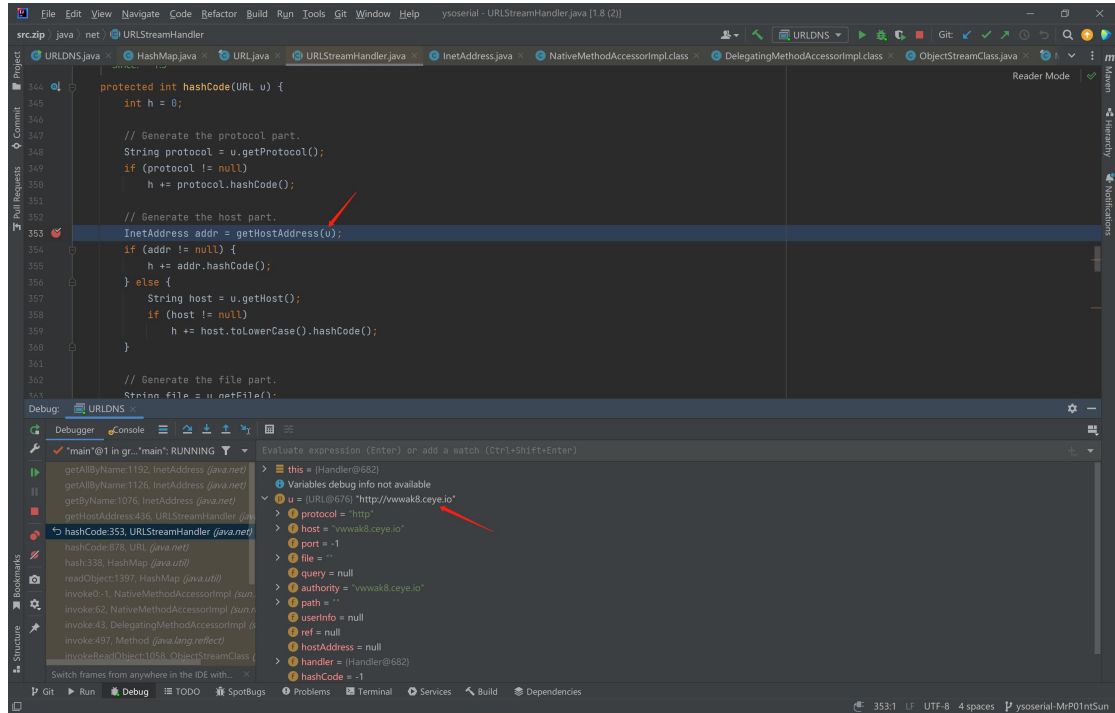 File Edit View Navigate Code Refactor Build Run Tools Git Window Help ysoserial - URLStreamHandler.java [1.8 (2)]
src.zip java net URLStreamHandler URLDNS Git:
URLDNS.java HashMap.java URL.java URLStreamHandler.java InetAddress.java NativeMethodAccessorImpl.class DelegatingMethodAccessorImpl.class ObjectStreamClass.java
Reader Mode
344 protected int hashCode(URL u) {
345 int h = 0;
346
347 // Generate the protocol part.
348 String protocol = u.getProtocol();
349 if (protocol != null)
350 h += protocol.hashCode();
351
352 // Generate the host part.
353 InetAddress addr = getHostAddress(u);
354 if (addr != null) {
355 h += addr.hashCode();
356 } else {
357 String host = u.getHost();
358 if (host != null)
359 h += host.toLowerCase().hashCode();
360 }
361
362 // Generate the file part.
363 String file = u.getFile();
Project
Commit
Pull Requests
Bookmarks
Structure
Maven
Hierarchy
Notifications
Debug: URLDNS
Debugger Console
"main"@1 in gr..."main": RUNNING
Evaluate expression (Enter) or add a watch (Ctrl+Shift+Enter)
getAllByName:1192, InetAddress (java.net)
getAllByName:1126, InetAddress (java.net)
getByName:1076, InetAddress (java.net)
getHostAddress:436, URLStreamHandler (jav
hashCode:353, URLStreamHandler (java.net)
hashCode:878, URL (java.net)
hash:338, HashMap (java.util)
readObject:1397, HashMap (java.util)
invoke0:-1, NativeMethodAccessorImpl (sun.
invoke:62, NativeMethodAccessorImpl (sun.r
invoke:43, DelegatingMethodAccessorImpl (s
invoke:497, Method (java.lang.reflect)
invokeReadObject:1058, ObjectStreamClass (
Switch frames from anywhere in the IDE with...
this = {Handler@682}
Variables debug info not available
u = {URL@676} "http://vwwak8.ceye.io"
protocol = "http"
host = "vwwak8.ceye.io"
port = -1
file = ""
query = null
authority = "vwwak8.ceye.io"
path = ""
userInfo = null
ref = null
hostAddress = null
handler = {Handler@682}
hashCode = -1
Git Run Debug TODO SpotBugs Problems Terminal Services Build Dependencies
353:1 LF UTF-8 4 spaces ysoserial-MrP01ntSun